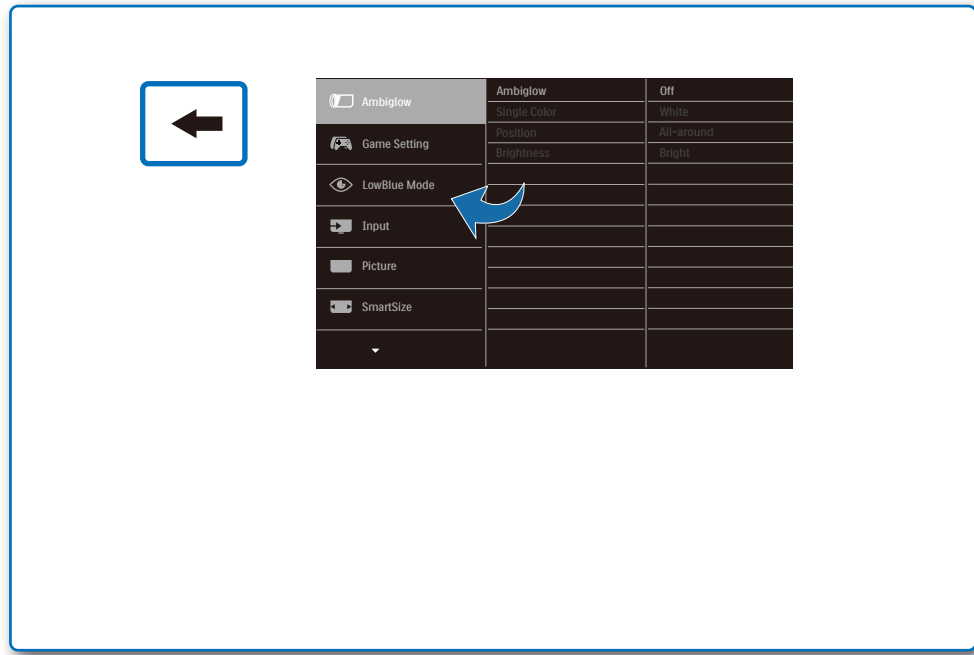 Ambiglow
Game Setting
LowBlue Mode
Input
Picture
SmartSize
Ambiglow Off
Single Color White
Position All-around
Brightness Bright